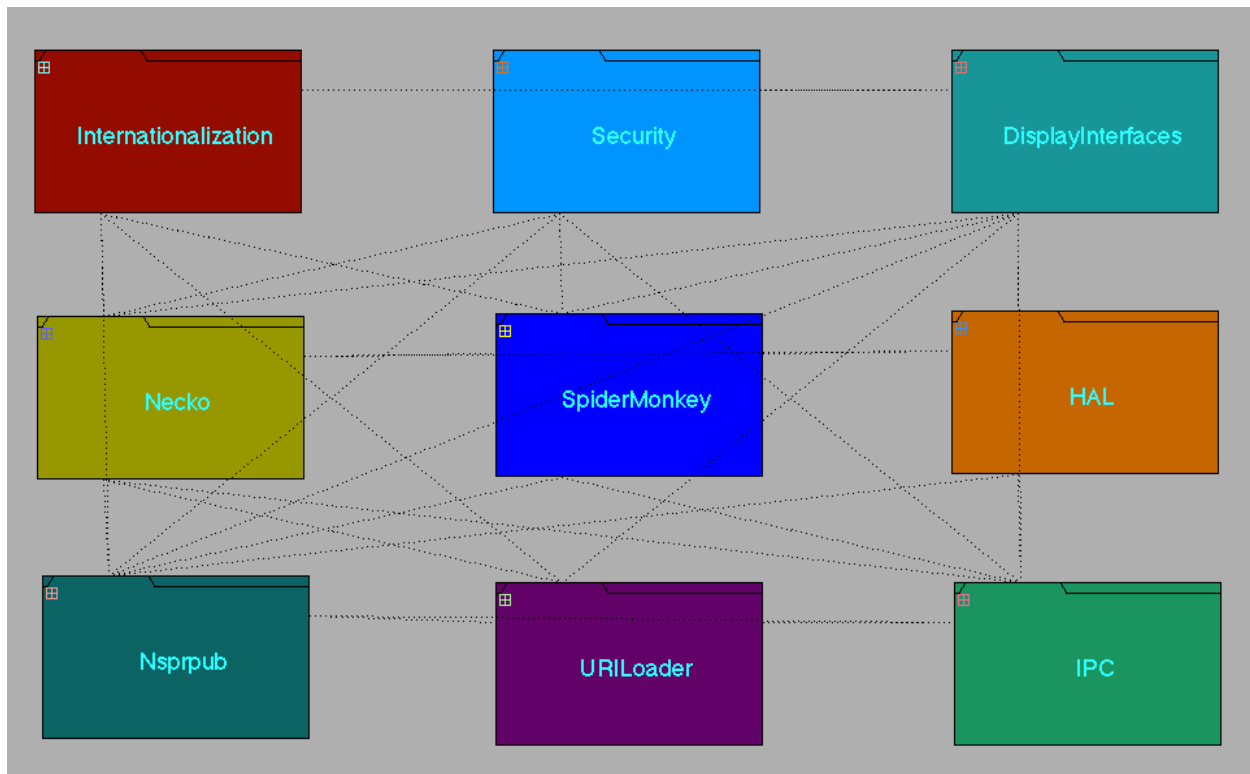 Internationalization
Security
DisplayInterfaces
Necko
SpiderMonkey
HAL
Nsprpub
URILoader
IPC